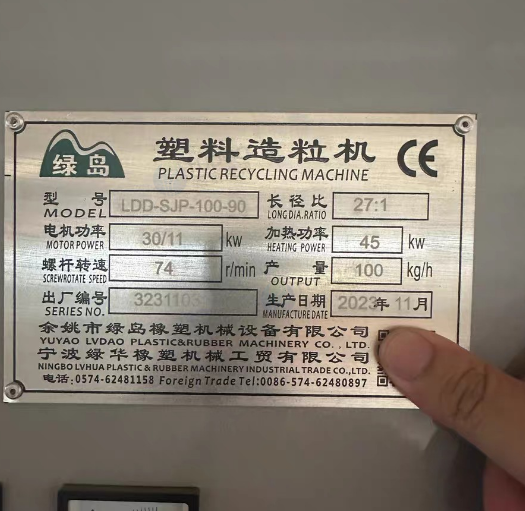 绿岛
塑料造粒机 CE
PLASTIC RECYCLING MACHINE
型号 LDD-SJP-100-90 长径比 27:1
MODEL LONGDIA.RATIO
电机功率 30/11 kw 加热功率 45 kw
MOTOR POWER HEATING POWER
螺杆转速 74 r/min 产量 100 kg/h
SCREWROTATE SPEED OUTPUT
出厂编号 3231103 生产日期 2023年11月
SERIES NO. MANUFACTURE DATE
余姚市绿岛橡塑机械设备有限公司
YUYAO LVDAO PLASTIC&RUBBER MACHINERY CO., LTD.
宁波绿华橡塑机械工贸有限公司
NINGBO LVHUA PLASTIC & RUBBER MACHINERY INDUSTRIAL TRADE CO.,LTD.
电话:0574-62481158 Foreign Trade Tel:0086-574-62480897